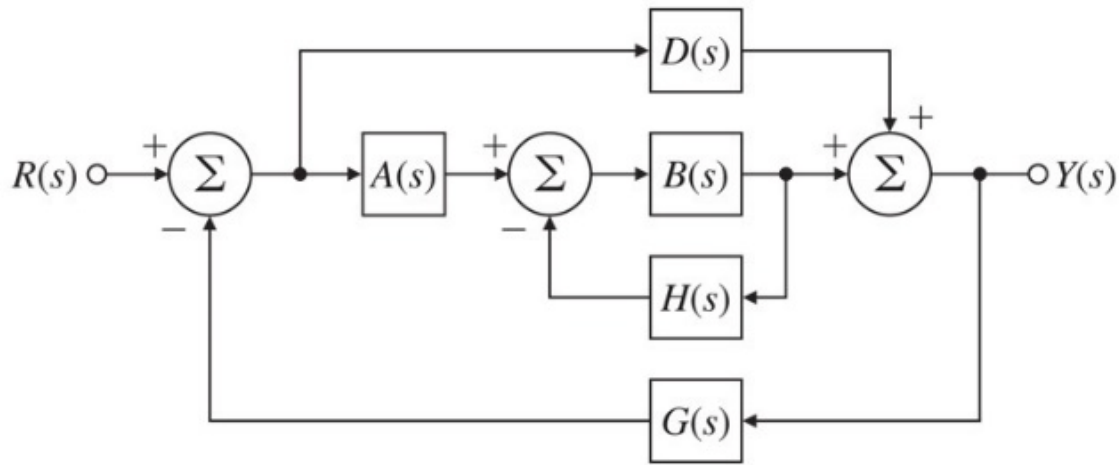 D(s)
+ +
R(s) Σ A(s) + Σ B(s) + Σ Y(s)
− −
H(s)
G(s)